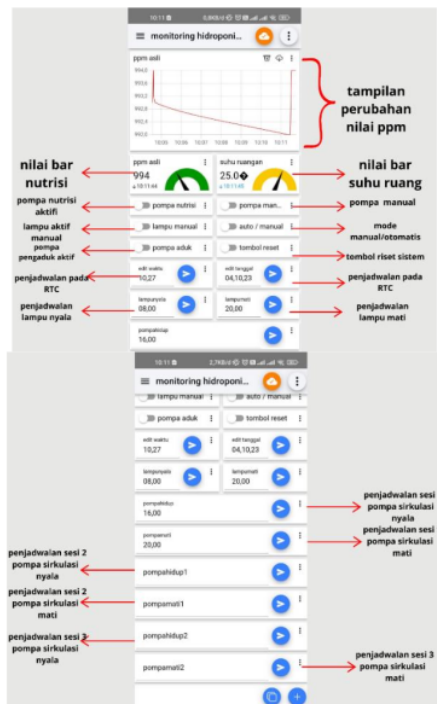 10:11
monitoring hidroponi...
ppm asli
994,0
993,2
992,4
992,0
10:05 10:06 10:07 10:08 10:09 10:10 10:11
tampilan
perubahan
nilai ppm
nilai bar
nutrisi
ppm asli
994
10:11:44
suhu ruangan
25.0�
10:11:48
nilai bar
suhu ruang
pompa nutrisi
aktifi
pompa nutrisi
pompa man...
pompa manual
lampu aktif
manual
lampu manual
auto / manual
mode
manual/otomatis
pompa
pengaduk aktif
pompa aduk
tombol riset
tombol riset sistem
penjadwalan pada
RTC
edit waktu
10,27
edit tanggal
04,10,23
penjadwalan pada
RTC
penjadwalan
lampu nyala
lampunyala
08,00
lampumati
20,00
penjadwalan
lampu mati
pompahidup
16,00
10:11
monitoring hidroponi...
lampu manual
auto / manual
pompa aduk
tombol reset
edit waktu
10,27
edit tanggal
04,10,23
lampunyala
08,00
lampumati
20,00
pompahidup
16,00
penjadwalan sesi
pompa sirkulasi
nyala
pompamati
20,00
penjadwalan sesi
pompa sirkulasi
mati
penjadwalan sesi 2
pompa sirkulasi
nyala
pompahidup1
penjadwalan sesi 2
pompa sirkulasi
mati
pompamati1
penjadwalan sesi 3
pompa sirkulasi
nyala
pompahidup2
pompamati2
penjadwalan sesi 3
pompa sirkulasi
mati